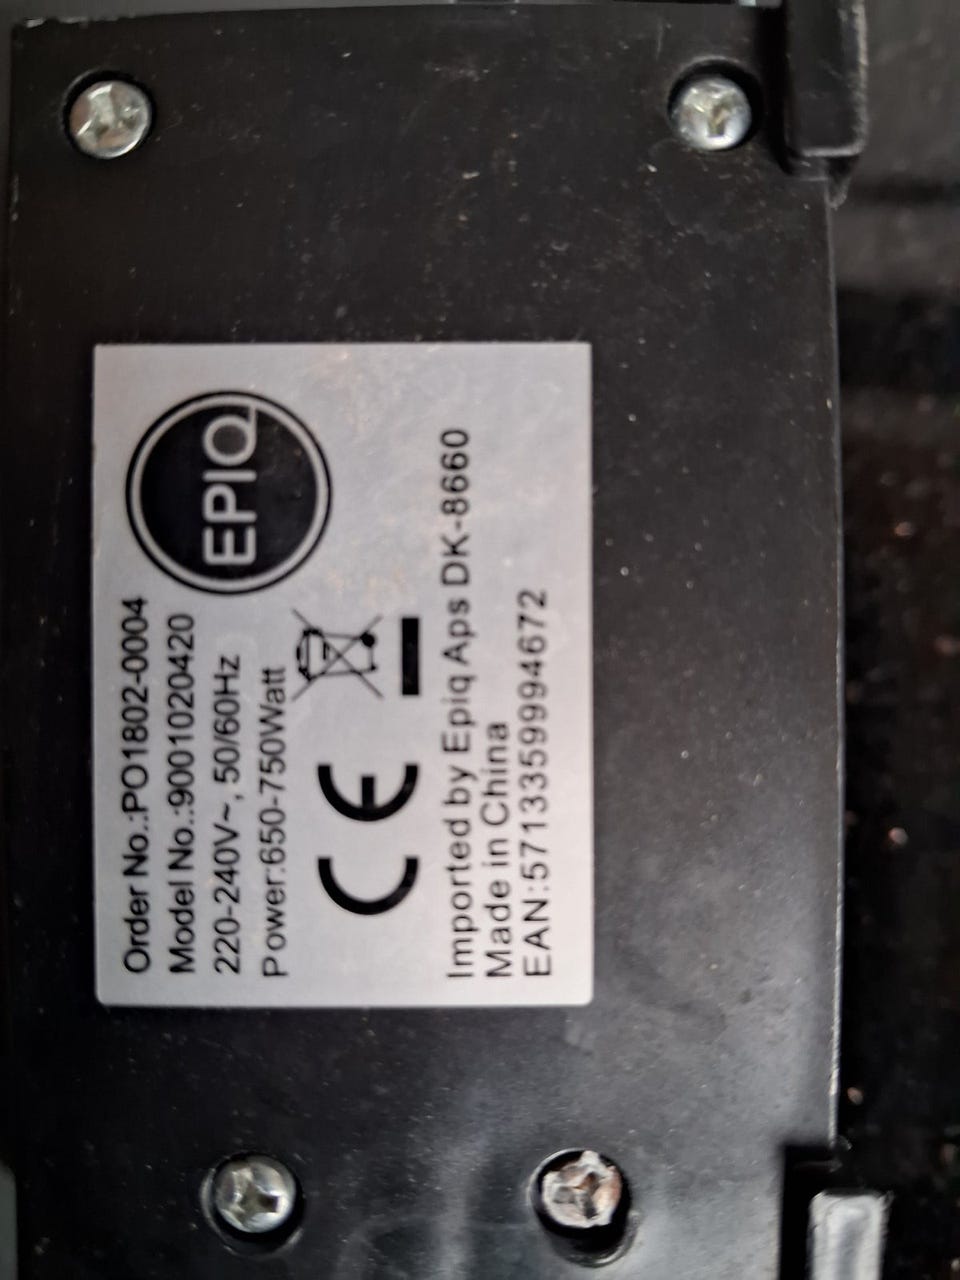 Order No.:PO1802-0004
Model No.:9001020420
220-240V~, 50/60Hz
Power:650-750Watt
EPIQ
CE
Imported by Epiq Aps DK-8660
Made in China
EAN:5713359994672